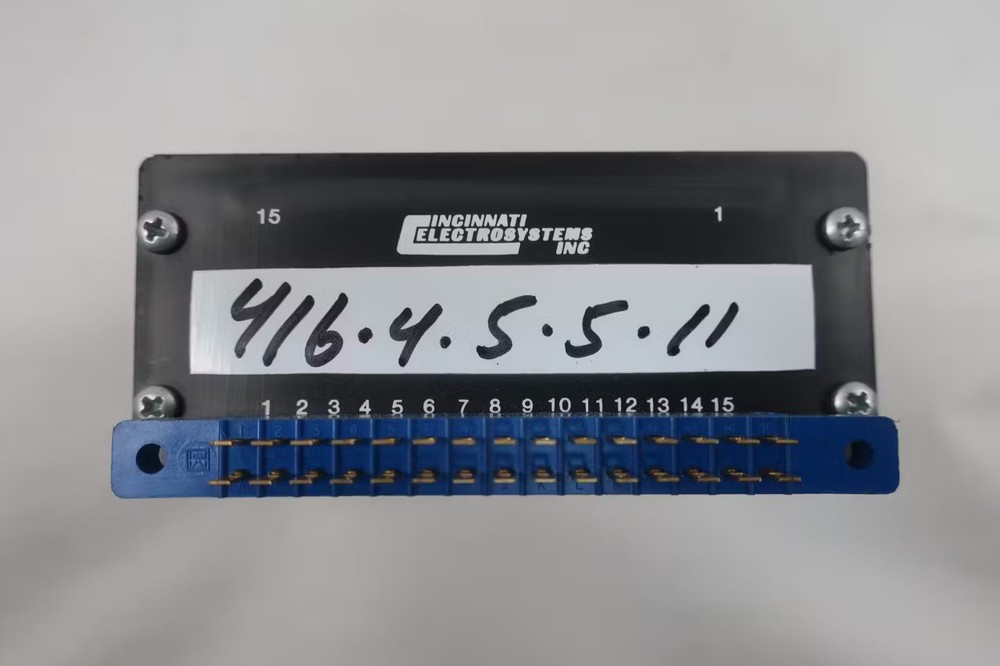 15
1
CINCINNATI
ELECTROSYSTEMS
INC
416.4.5.5.11
1 2 3 4 5 6 7 8 9 10 11 12 13 14 15